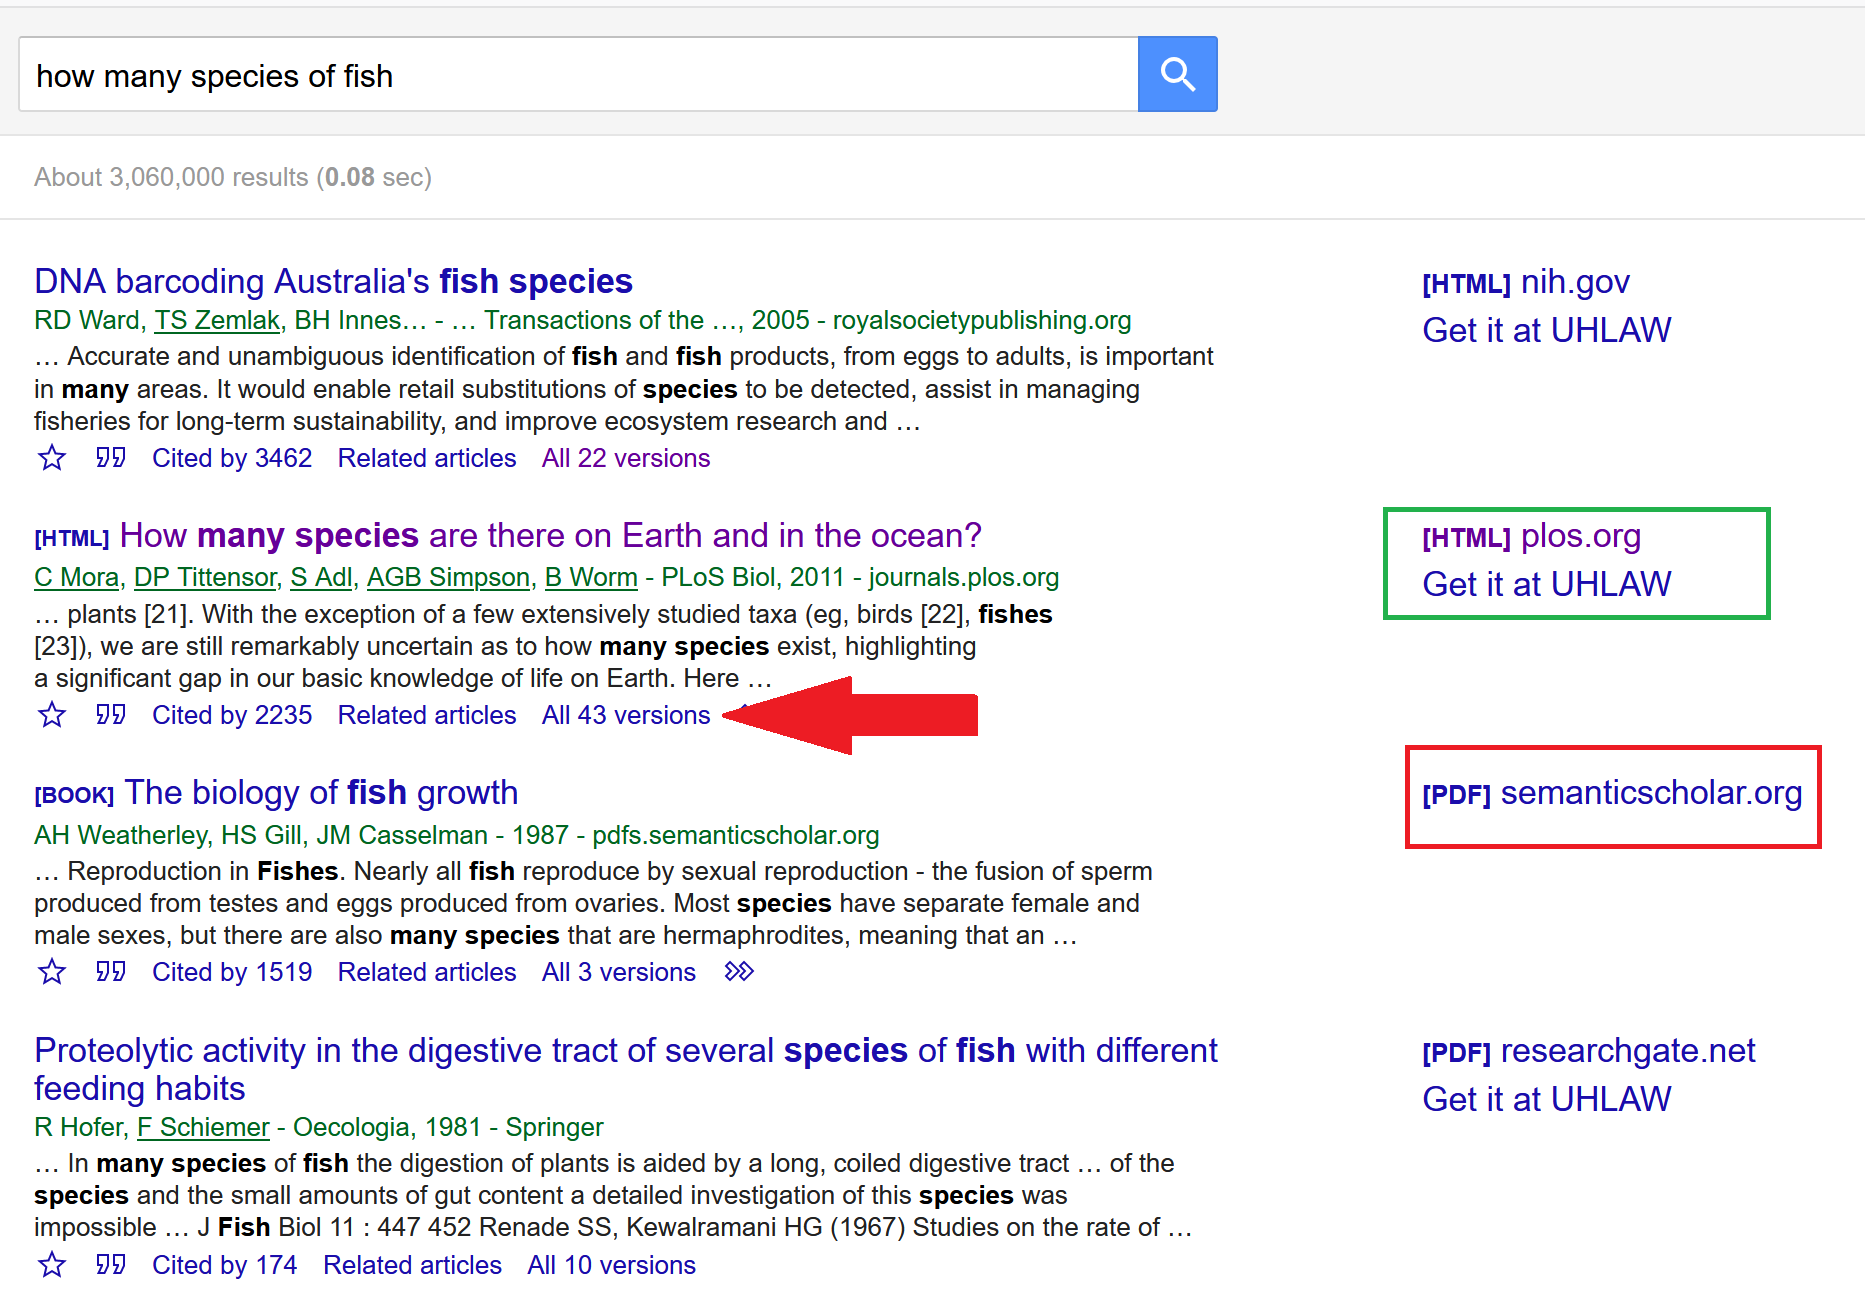 how many species of fish
About 3,060,000 results (0.08 sec)
DNA barcoding Australia's fish species
[HTML] nih.gov
RD Ward, TS Zemlak, BH Innes… - … Transactions of the …, 2005 - royalsocietypublishing.org
Get it at UHLAW
… Accurate and unambiguous identification of fish and fish products, from eggs to adults, is important
in many areas. It would enable retail substitutions of species to be detected, assist in managing
fisheries for long-term sustainability, and improve ecosystem research and …
Cited by 3462 Related articles All 22 versions
[HTML] How many species are there on Earth and in the ocean?
[HTML] plos.org
C Mora, DP Tittensor, S Adl, AGB Simpson, B Worm - PLoS Biol, 2011 - journals.plos.org
Get it at UHLAW
… plants [21]. With the exception of a few extensively studied taxa (eg, birds [22], fishes
[23]), we are still remarkably uncertain as to how many species exist, highlighting
a significant gap in our basic knowledge of life on Earth. Here …
Cited by 2235 Related articles All 43 versions
[BOOK] The biology of fish growth
[PDF] semanticscholar.org
AH Weatherley, HS Gill, JM Casselman - 1987 - pdfs.semanticscholar.org
… Reproduction in Fishes. Nearly all fish reproduce by sexual reproduction - the fusion of sperm
produced from testes and eggs produced from ovaries. Most species have separate female and
male sexes, but there are also many species that are hermaphrodites, meaning that an …
Cited by 1519 Related articles All 3 versions
Proteolytic activity in the digestive tract of several species of fish with different
feeding habits
[PDF] researchgate.net
Get it at UHLAW
R Hofer, F Schiemer - Oecologia, 1981 - Springer
… In many species of fish the digestion of plants is aided by a long, coiled digestive tract … of the
species and the small amounts of gut content a detailed investigation of this species was
impossible … J Fish Biol 11 : 447 452 Renade SS, Kewalramani HG (1967) Studies on the rate of …
Cited by 174 Related articles All 10 versions